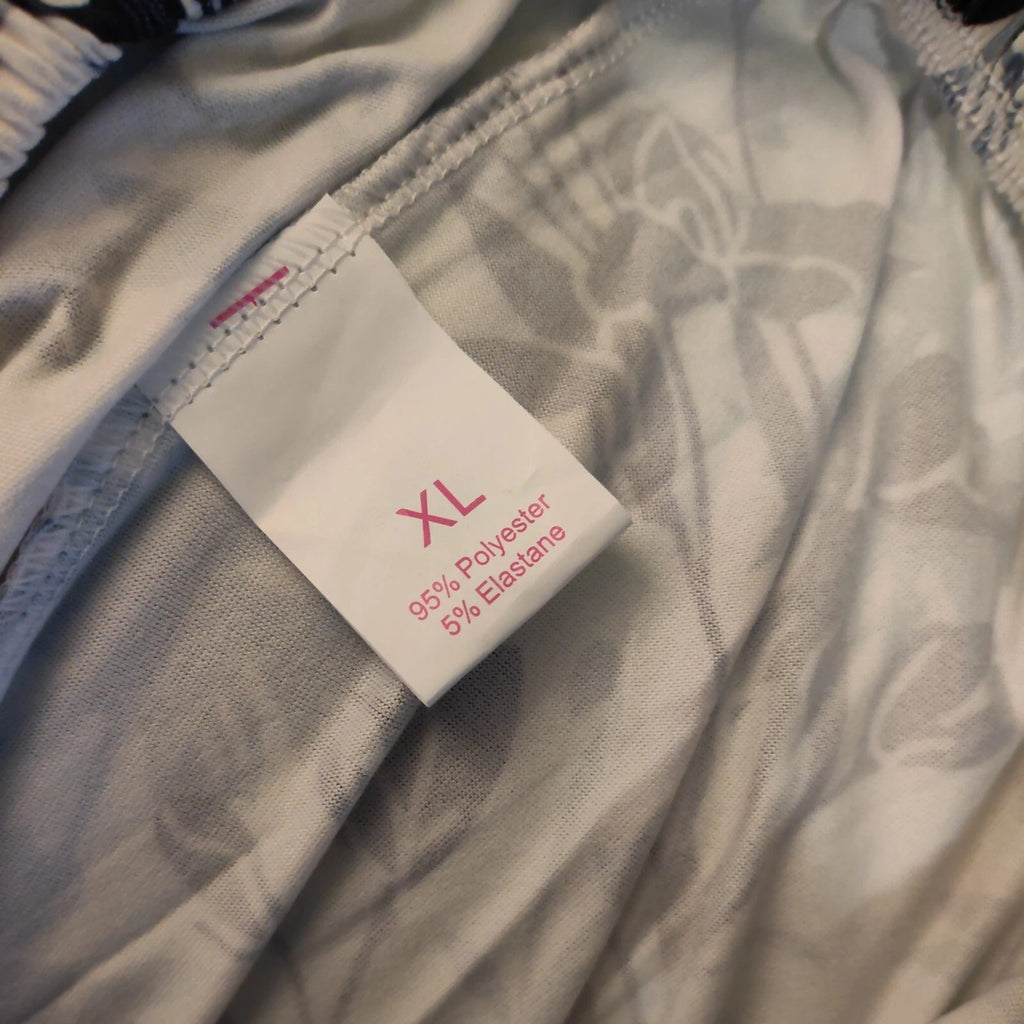 XL
95% Polyester
5% Elastane